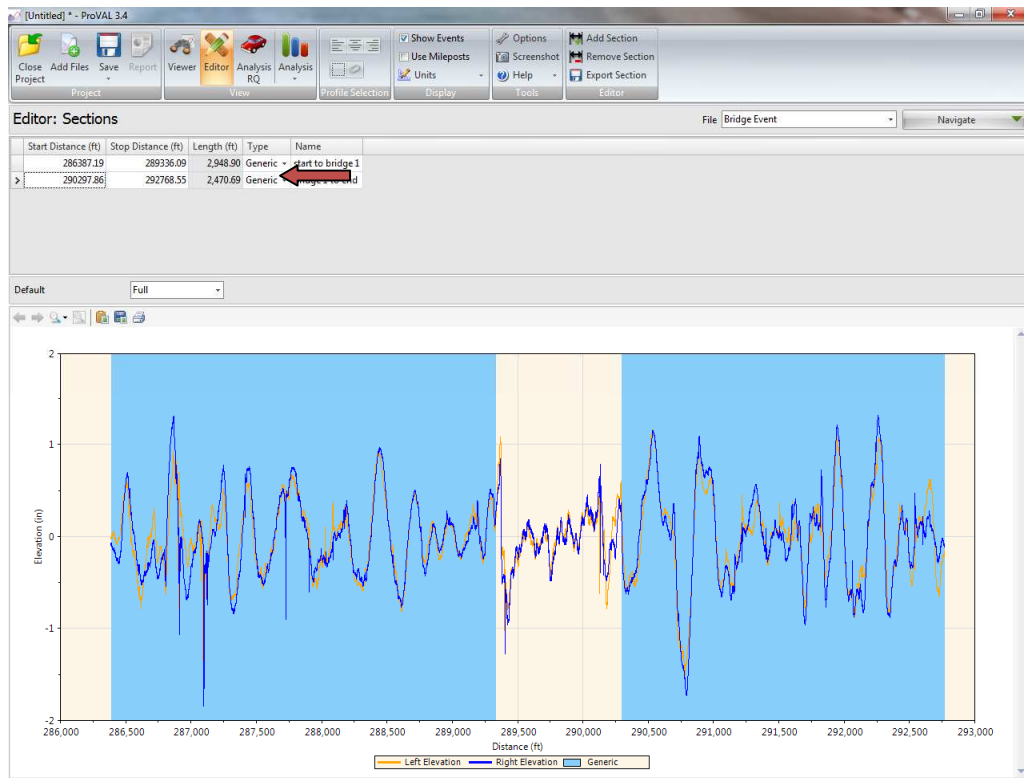 [Untitled] * - ProVAL 3.4
Close Project Add Files Save Report Viewer Editor Analysis RQ Analysis
Show Events Options Add Section
Use Mileposts Screenshot Remove Section
Units Help Export Section
Project View Profile Selection Display Tools Editor
Editor: Sections File Bridge Event Navigate
Start Distance (ft) Stop Distance (ft) Length (ft) Type Name
286387.19 289336.09 2,948.90 Generic start to bridge 1
290297.86 292768.55 2,470.69 Generic 1 to end
Default Full
2
1
0
-1
-2
Elevation (in)
286,000 286,500 287,000 287,500 288,000 288,500 289,000 289,500 290,000 290,500 291,000 291,500 292,000 292,500 293,000
Distance (ft)
Left Elevation Right Elevation Generic